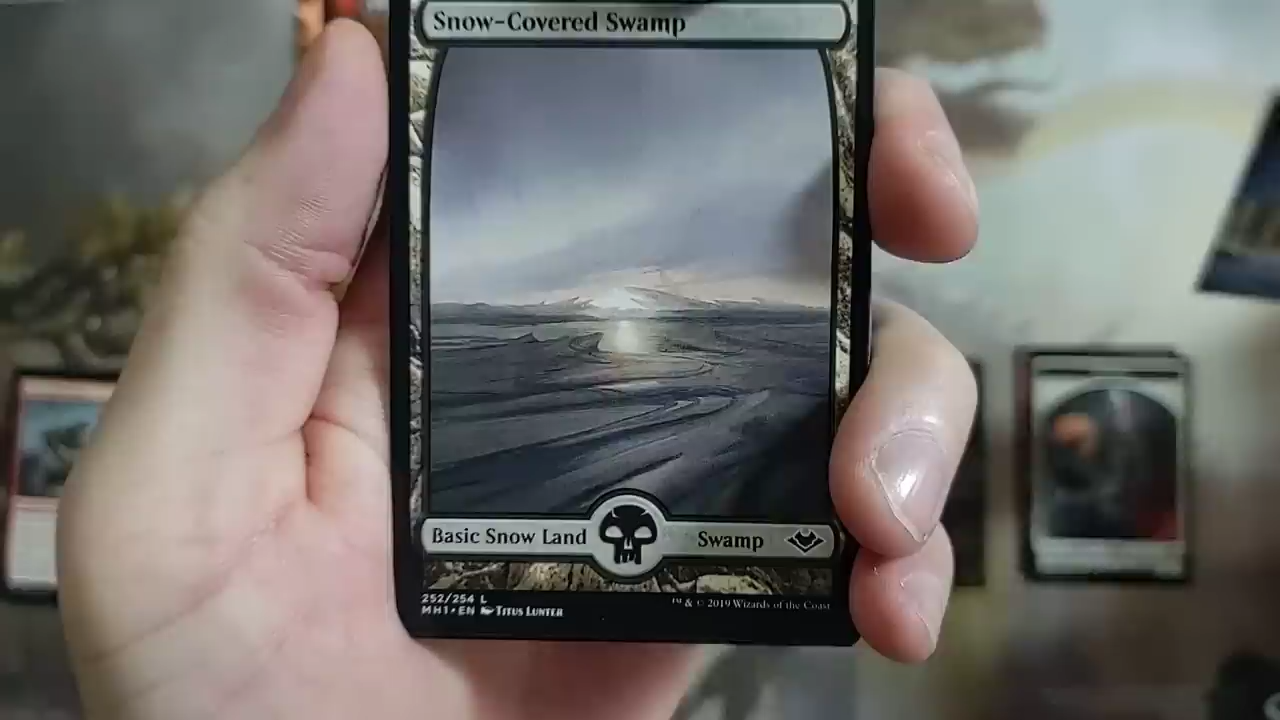 Snow-Covered Swamp
Basic Snow Land Swamp
252/254 L
MH1 • EN Titus Lunter
™ & © 2019 Wizards of the Coast